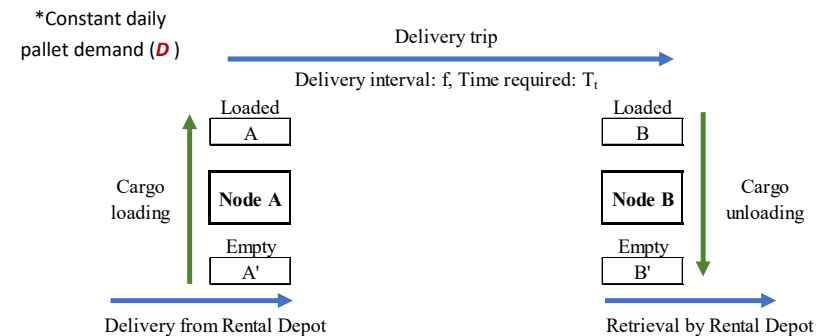 *Constant daily
pallet demand (D )
Delivery trip
Delivery interval: f, Time required: Tt
Loaded
A
Loaded
B
Cargo
loading
Node A
Node B
Cargo
unloading
Empty
A'
Empty
B'
Delivery from Rental Depot
Retrieval by Rental Depot